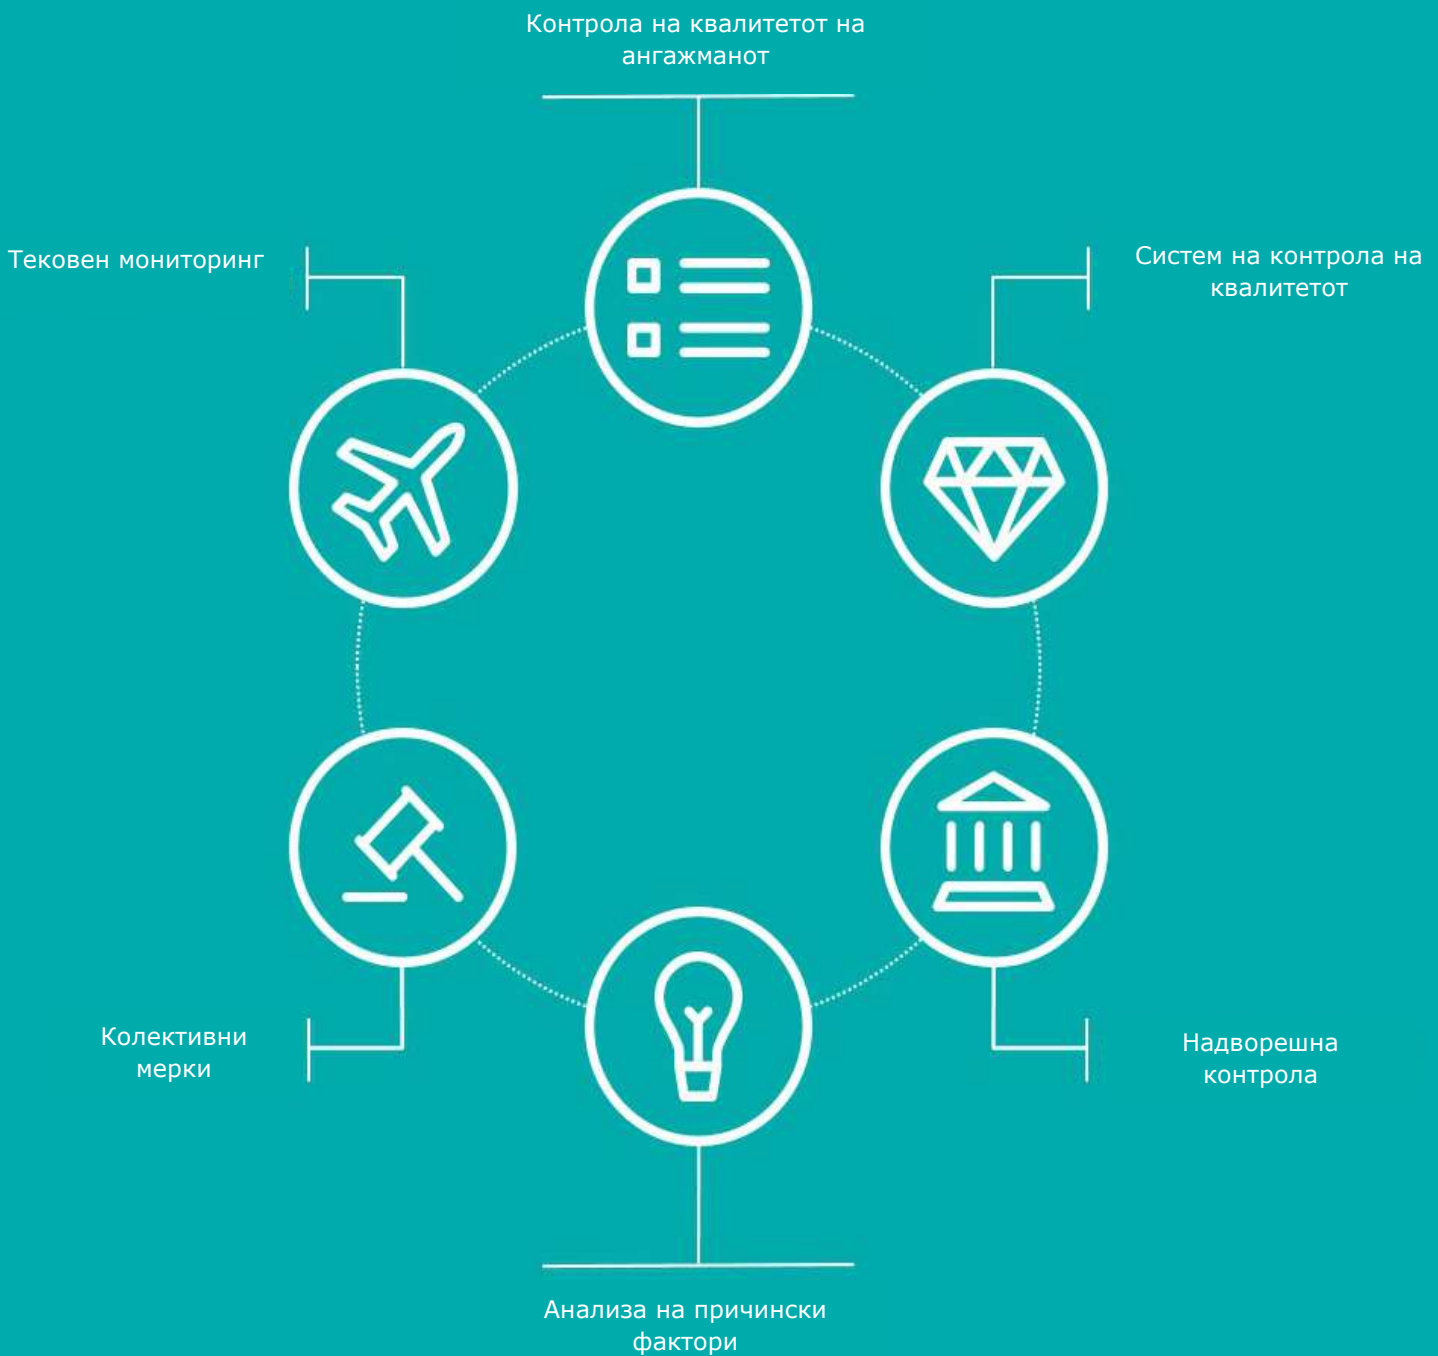 Контрола на квалитетот на
ангажманот
Тековен мониторинг
Систем на контрола на
квалитетот
Колективни
мерки
Надворешна
контрола
Анализа на причински
фактори